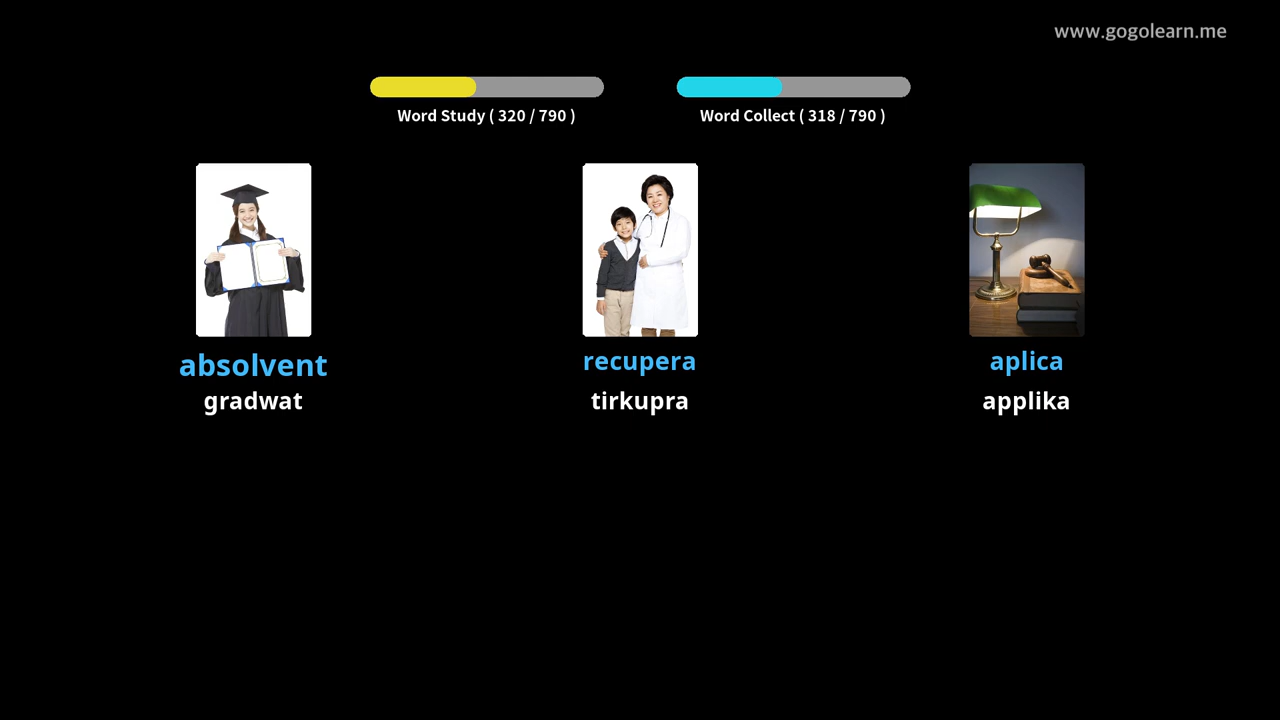 www.gogolearn.me
Word Study ( 320 / 790 )
Word Collect ( 318 / 790 )
absolvent
gradwat
recupera
tirkupra
aplica
applika